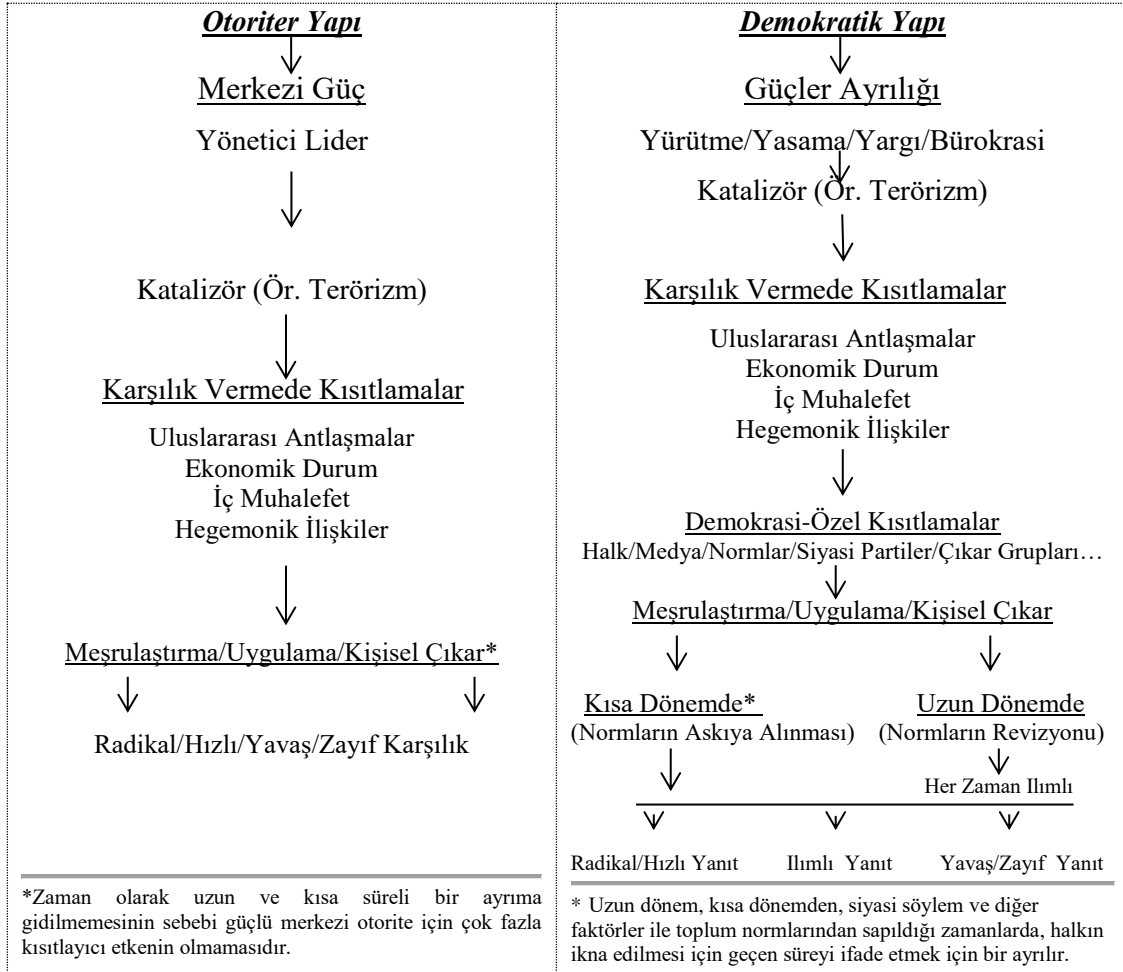 Otoriter Yapı
Merkezi Güç
Yönetici Lider
Katalizör (Ör. Terörizm)
Karşılık Vermede Kısıtlamalar
Uluslararası Antlaşmalar
Ekonomik Durum
İç Muhalefet
Hegemonik İlişkiler
Meşrulaştırma/Uygulama/Kişisel Çıkar*
Radikal/Hızlı/Yavaş/Zayıf Karşılık
*Zaman olarak uzun ve kısa süreli bir ayrıma
gidilmemesinin sebebi güçlü merkezi otorite için çok fazla
kısıtlayıcı etkenin olmamasıdır.
Demokratik Yapı
Güçler Ayrılığı
Yürütme/Yasama/Yargı/Bürokrasi
Katalizör (Ör. Terörizm)
Karşılık Vermede Kısıtlamalar
Uluslararası Antlaşmalar
Ekonomik Durum
İç Muhalefet
Hegemonik İlişkiler
Demokrasi-Özel Kısıtlamalar
Halk/Medya/Normlar/Siyasi Partiler/Çıkar Grupları…
Meşrulaştırma/Uygulama/Kişisel Çıkar
Kısa Dönemde* Uzun Dönemde
(Normların Askıya Alınması) (Normların Revizyonu)
Her Zaman Ilımlı
Radikal/Hızlı Yanıt Ilımlı Yanıt Yavaş/Zayıf Yanıt
* Uzun dönem, kısa dönemden, siyasi söylem ve diğer
faktörler ile toplum normlarından sapıldığı zamanlarda, halkın
ikna edilmesi için geçen süreyi ifade etmek için bir ayrılır.